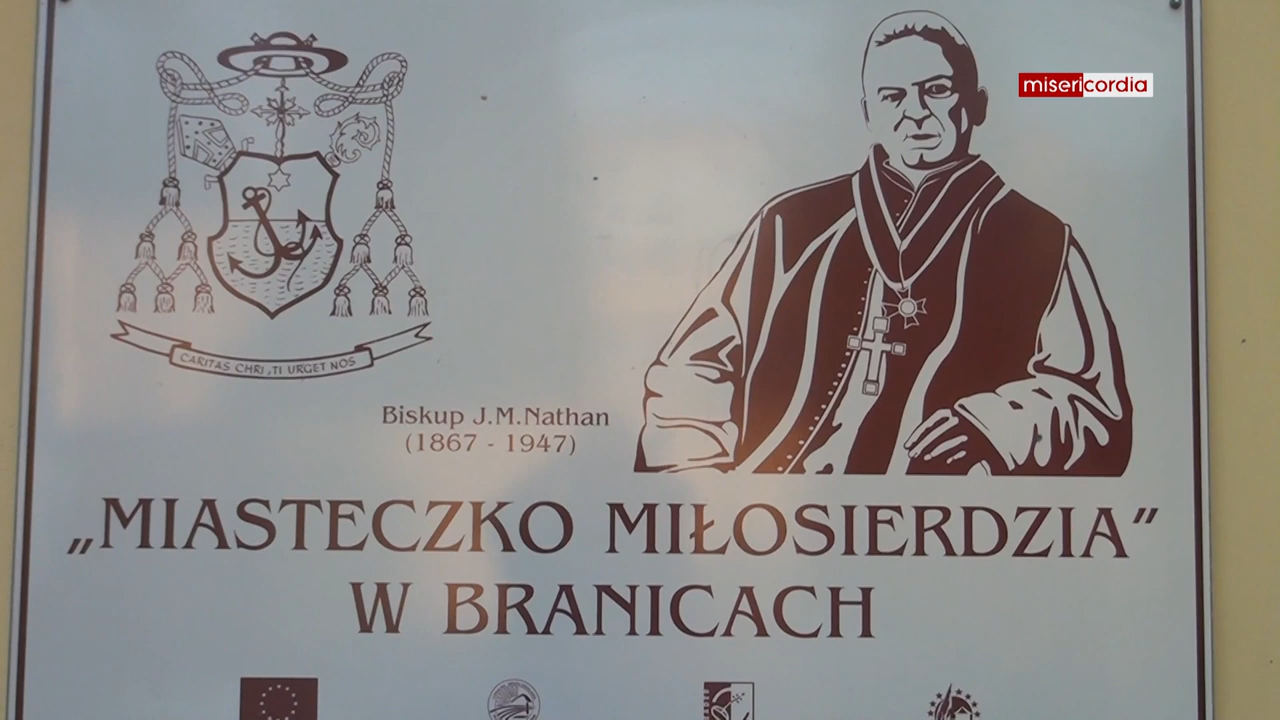 misericordia
CARITAS CHRI,TI URGET NOS
Biskup J.M.Nathan
(1867 - 1947)
„MIASTECZKO MIŁOSIERDZIA”
W BRANICACH